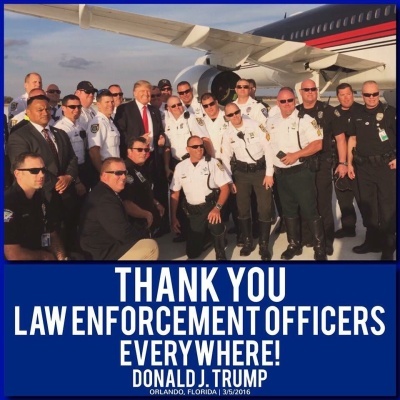 THANK YOU
LAW ENFORCEMENT OFFICERS
EVERYWHERE!
DONALD J. TRUMP
ORLANDO, FLORIDA | 3/5/2016